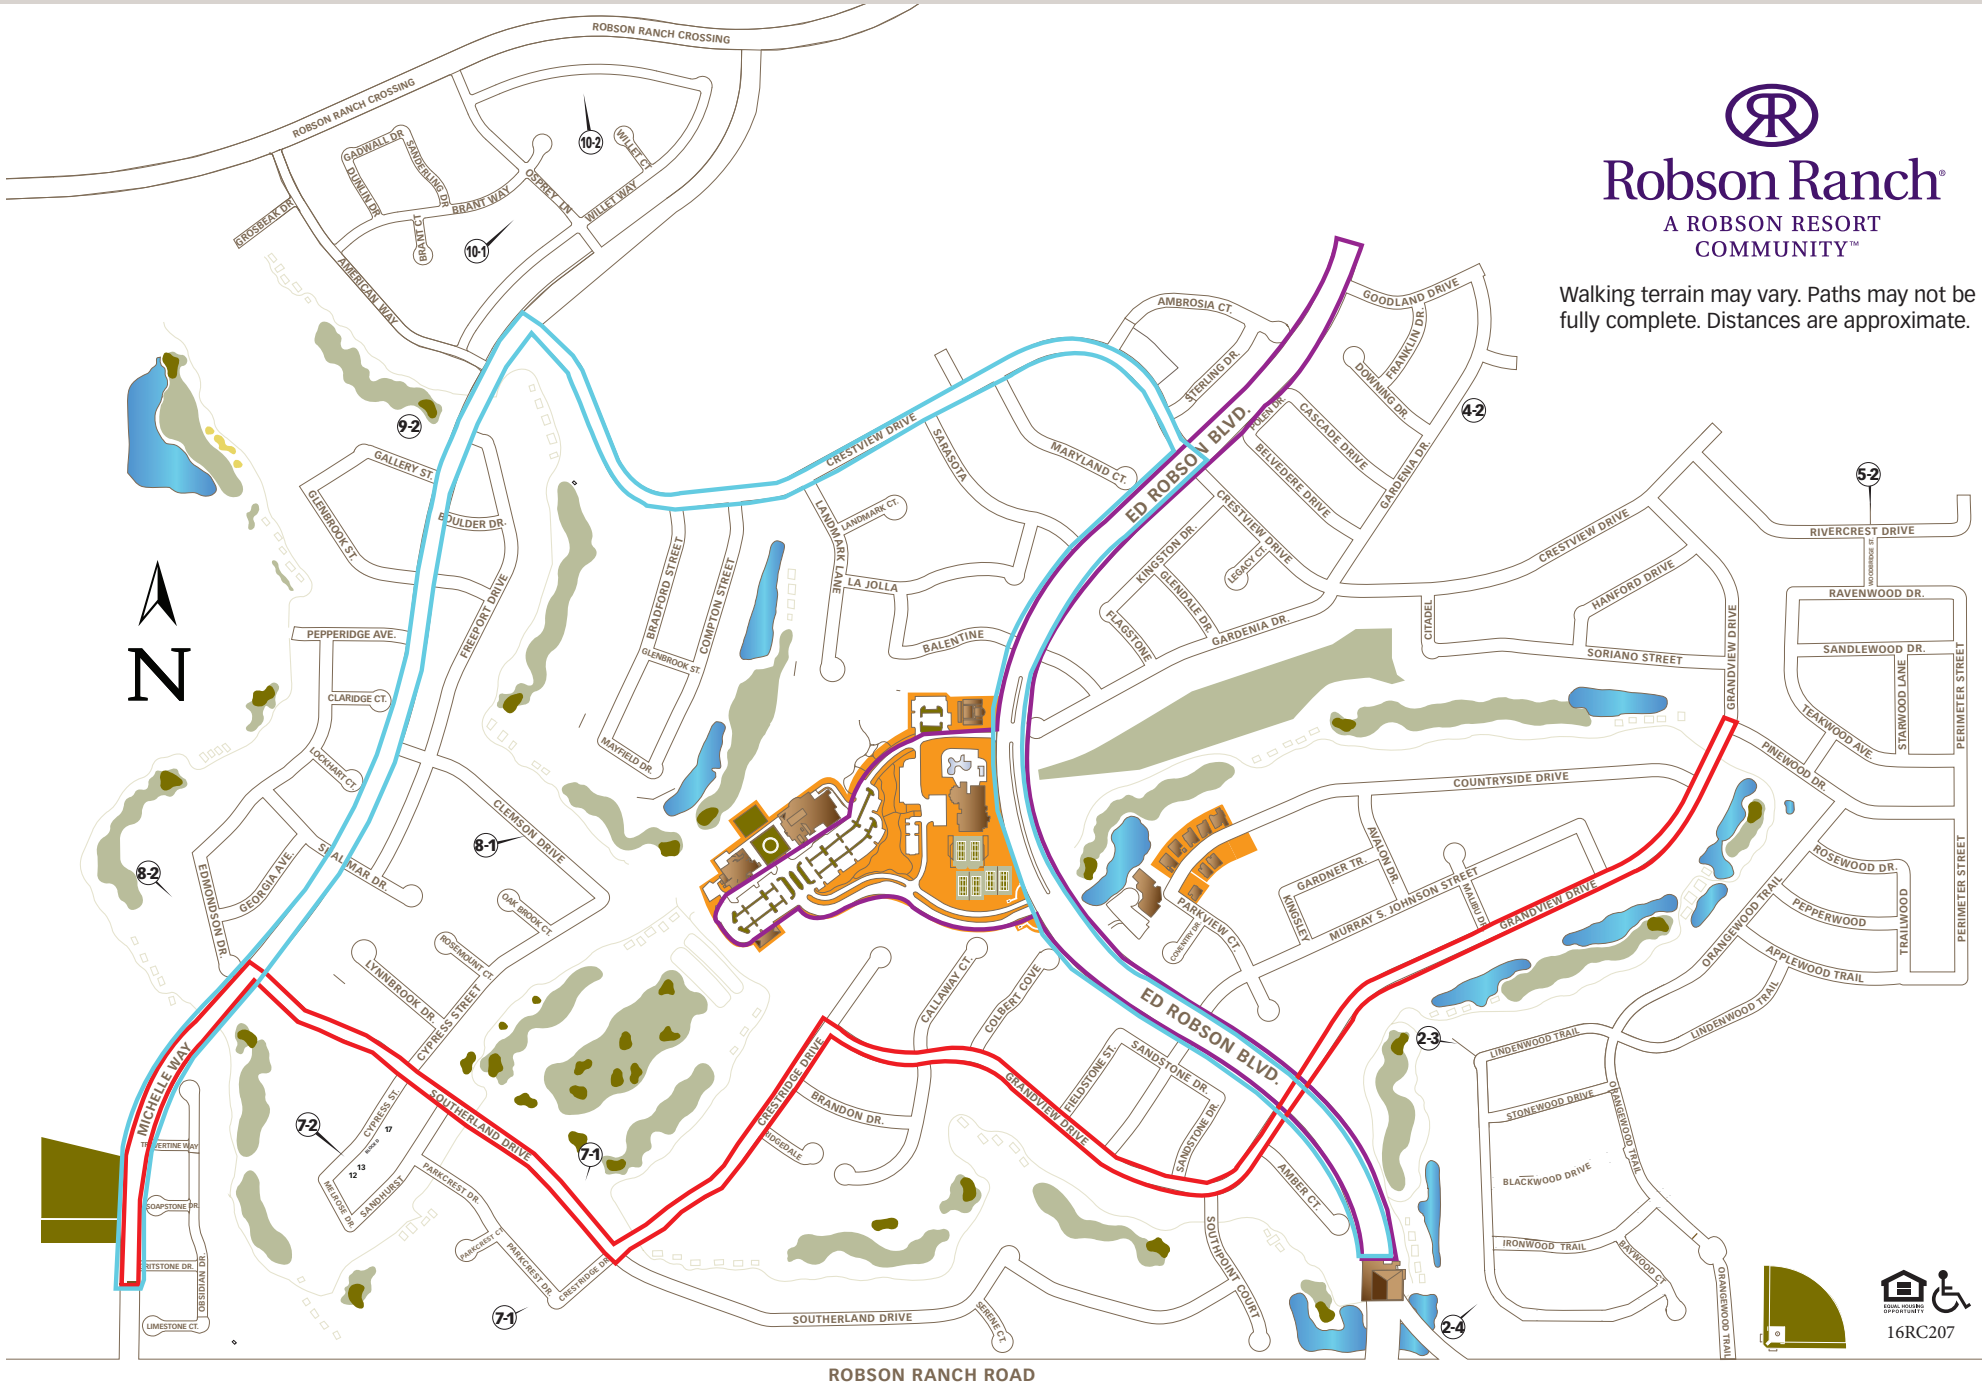 ROBSON RANCH CROSSING
ROBSON RANCH CROSSING
Robson Ranch®
A ROBSON RESORT
COMMUNITY™
Walking terrain may vary. Paths may not be
fully complete. Distances are approximate.
GADWALL DR
SANDERLING DR
DUNLIN DR
BRANT WAY
BRANT CT
GROSBEAK DR.
AMERICAN WAY
OSPREY LN
WILLET CT.
WILLET WAY
10-2
10-1
9-2
GALLERY ST.
GLENBROOK ST.
BOULDER DR.
FREEPORT DRIVE
PEPPERIDGE AVE.
CLARIDGE CT.
LOCKHART CT.
N
AMBROSIA CT.
STERLING DR.
GOODLAND DRIVE
FRANKLIN DR.
DOWNING DR.
4-2
POLEN DR.
CASCADE DRIVE
BELVEDERE DRIVE
GARDENIA DR.
CRESTVIEW DRIVE
SARASOTA
MARYLAND CT.
ED ROBSON BLVD.
LANDMARK CT.
LANDMARK LANE
LA JOLLA
BALENTINE
BRADFORD STREET
COMPTON STREET
GLENBROOK ST.
MAYFIELD DR.
CRESTVIEW DRIVE
KINGSTON DR.
LEGACY CT.
GLENDALE DR.
FLAGSTONE
GARDENIA DR.
CRESTVIEW DRIVE
HANFORD DRIVE
CITADEL
SORIANO STREET
GRANDVIEW DRIVE
5-2
RIVERCREST DRIVE
WOODBRIDGE ST.
RAVENWOOD DR.
SANDLEWOOD DR.
STARWOOD LANE
PERIMETER STREET
TEAKWOOD AVE.
PINEWOOD DR.
COUNTRYSIDE DRIVE
AVALON DR.
GARDNER TR.
KINGSLEY
MURRAY S. JOHNSON STREET
MALIBU DR.
GRANDVIEW DRIVE
PARKVIEW CT.
COVENTRY DR.
ROSEWOOD DR.
PEPPERWOOD
TRAILWOOD
PERIMETER STREET
ORANGEWOOD TRAIL
APPLEWOOD TRAIL
LINDENWOOD TRAIL
8-1
CLEMSON DRIVE
8-2
SHALIMAR DR.
EDMONDSON DR.
GEORGIA AVE.
OAK BROOK CT.
ROSEMOUNT CT.
LYNNBROOK DR.
CYPRESS STREET
CALLAWAY CT.
COLBERT COVE
ED ROBSON BLVD.
MICHELLE WAY
SOUTHERLAND DRIVE
CYPRESS ST.
BLOCK D
17
13
12
7-2
MELROSE DR.
SANDHURST
PARKCREST DR.
PARKCREST CT.
PARKCREST DR.
CRESTRIDGE DR.
7-1
7-1
CRESTRIDGE DRIVE
BRANDON DR.
RIDGEDALE
GRANDVIEW DRIVE
FIELDSTONE ST.
SANDSTONE DR.
SANDSTONE DR.
AMBER CT.
SOUTHPOINT COURT
SOUTHERLAND DRIVE
SERENE CT.
TRAVERTINE WAY
SOAPSTONE DR.
RITSTONE DR.
OBSIDIAN DR.
LIMESTONE CT.
2-3
LINDENWOOD TRAIL
STONEWOOD DRIVE
ORANGEWOOD TRAIL
BLACKWOOD DRIVE
IRONWOOD TRAIL
BAYWOOD CT.
ORANGEWOOD TRAIL
2-4
EQUAL HOUSING
OPPORTUNITY
16RC207
ROBSON RANCH ROAD